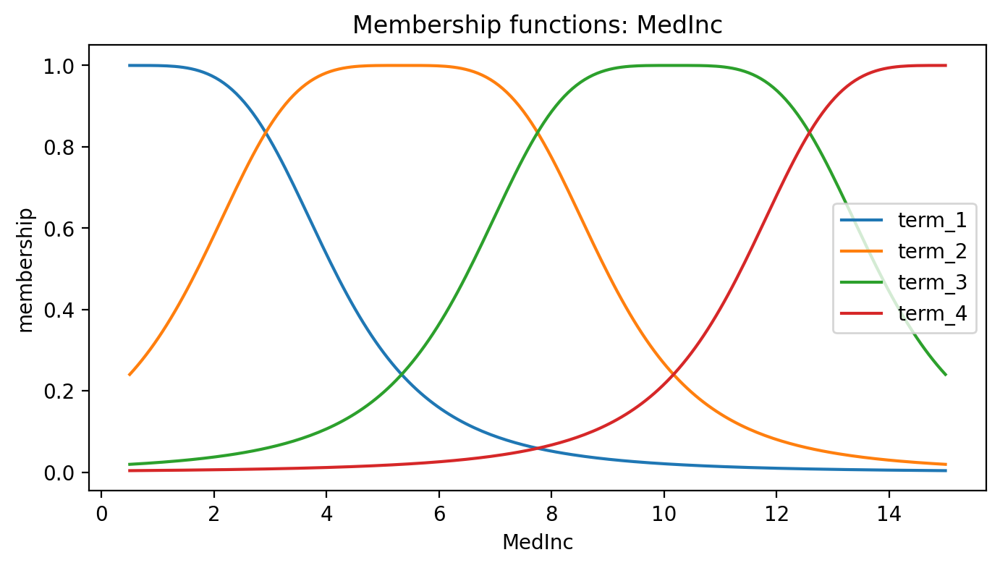 Membership functions: MedInc
1.0
0.8
0.6
0.4
0.2
0.0
membership
term_1
term_2
term_3
term_4
0 2 4 6 8 10 12 14
MedInc